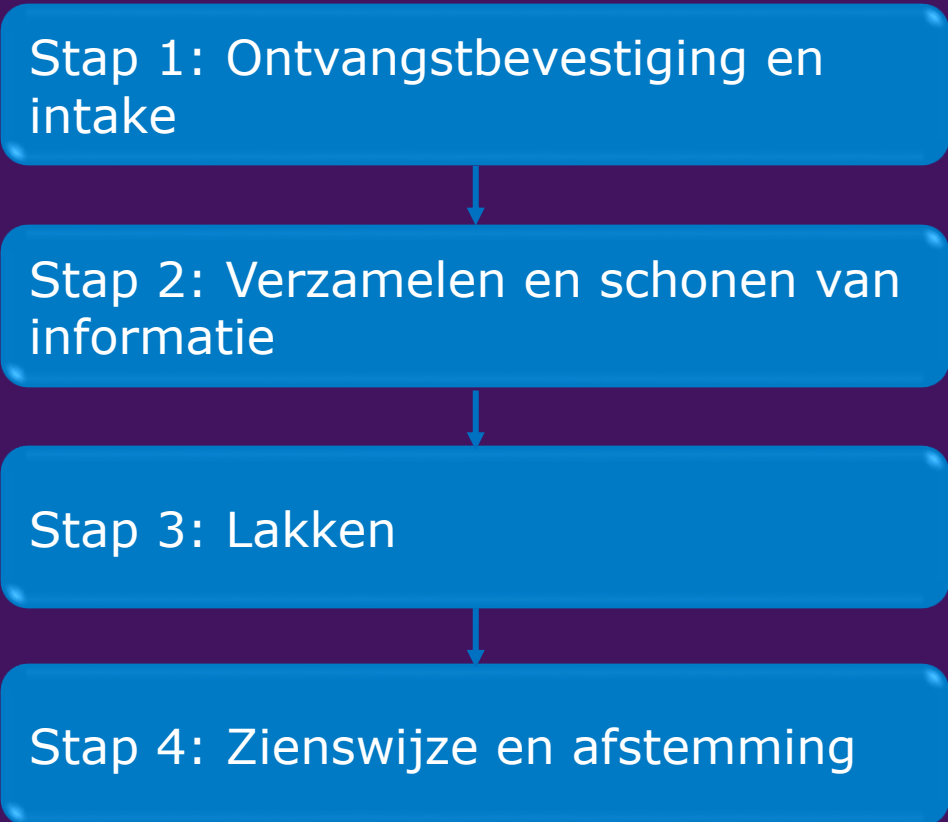 Stap 1: Ontvangstbevestiging en
intake
Stap 2: Verzamelen en schonen van
informatie
Stap 3: Lakken
Stap 4: Zienswijze en afstemming